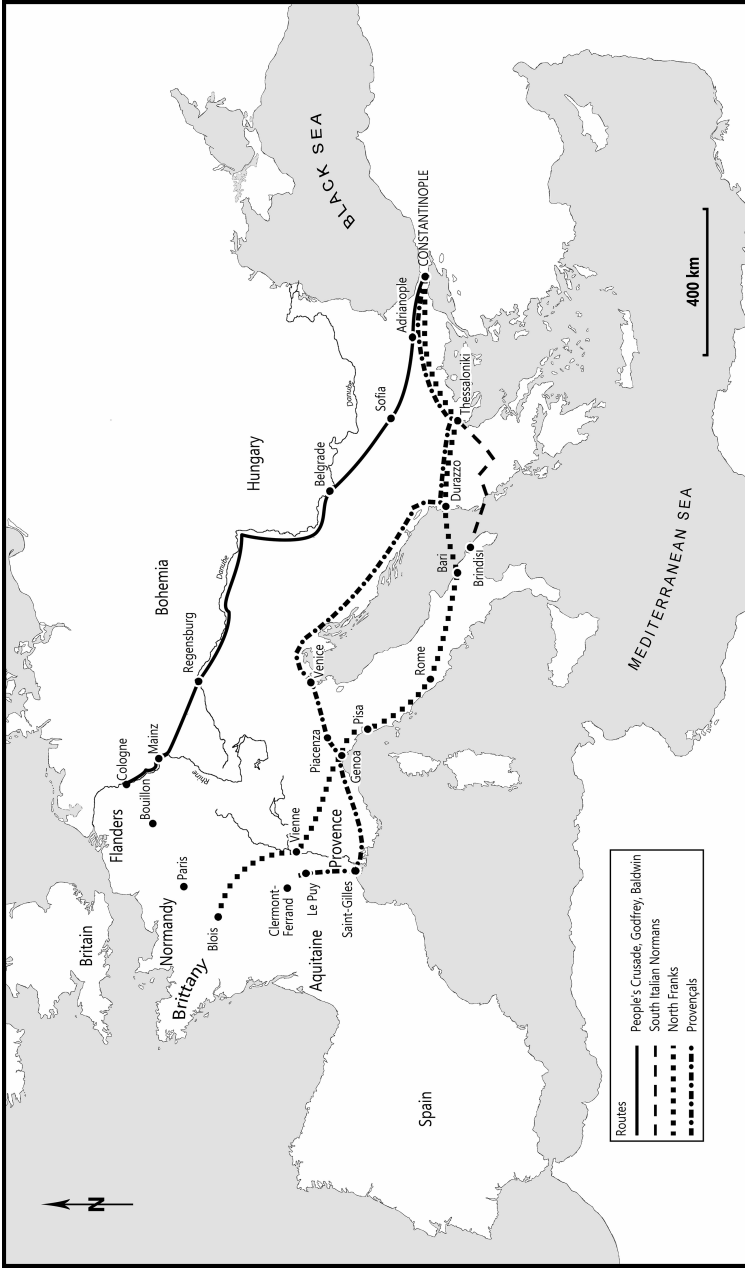 N
Britain
Normandy
Brittany
Flanders
Cologne
Bouillon
Mainz
Rhine
Paris
Blois
Regensburg
Bohemia
Danube
Hungary
Belgrade
Danube
Sofia
Adrianople
CONSTANTINOPLE
BLACK SEA
Clermont-
Ferrand
Le Puy
Vienne
Aquitaine
Provence
Saint-Gilles
Piacenza
Genoa
Venice
Pisa
Rome
Bari
Brindisi
Durazzo
Thessaloniki
Spain
MEDITERRANEAN SEA
400 km
Routes
People's Crusade, Godfrey, Baldwin
South Italian Normans
North Franks
Provençals